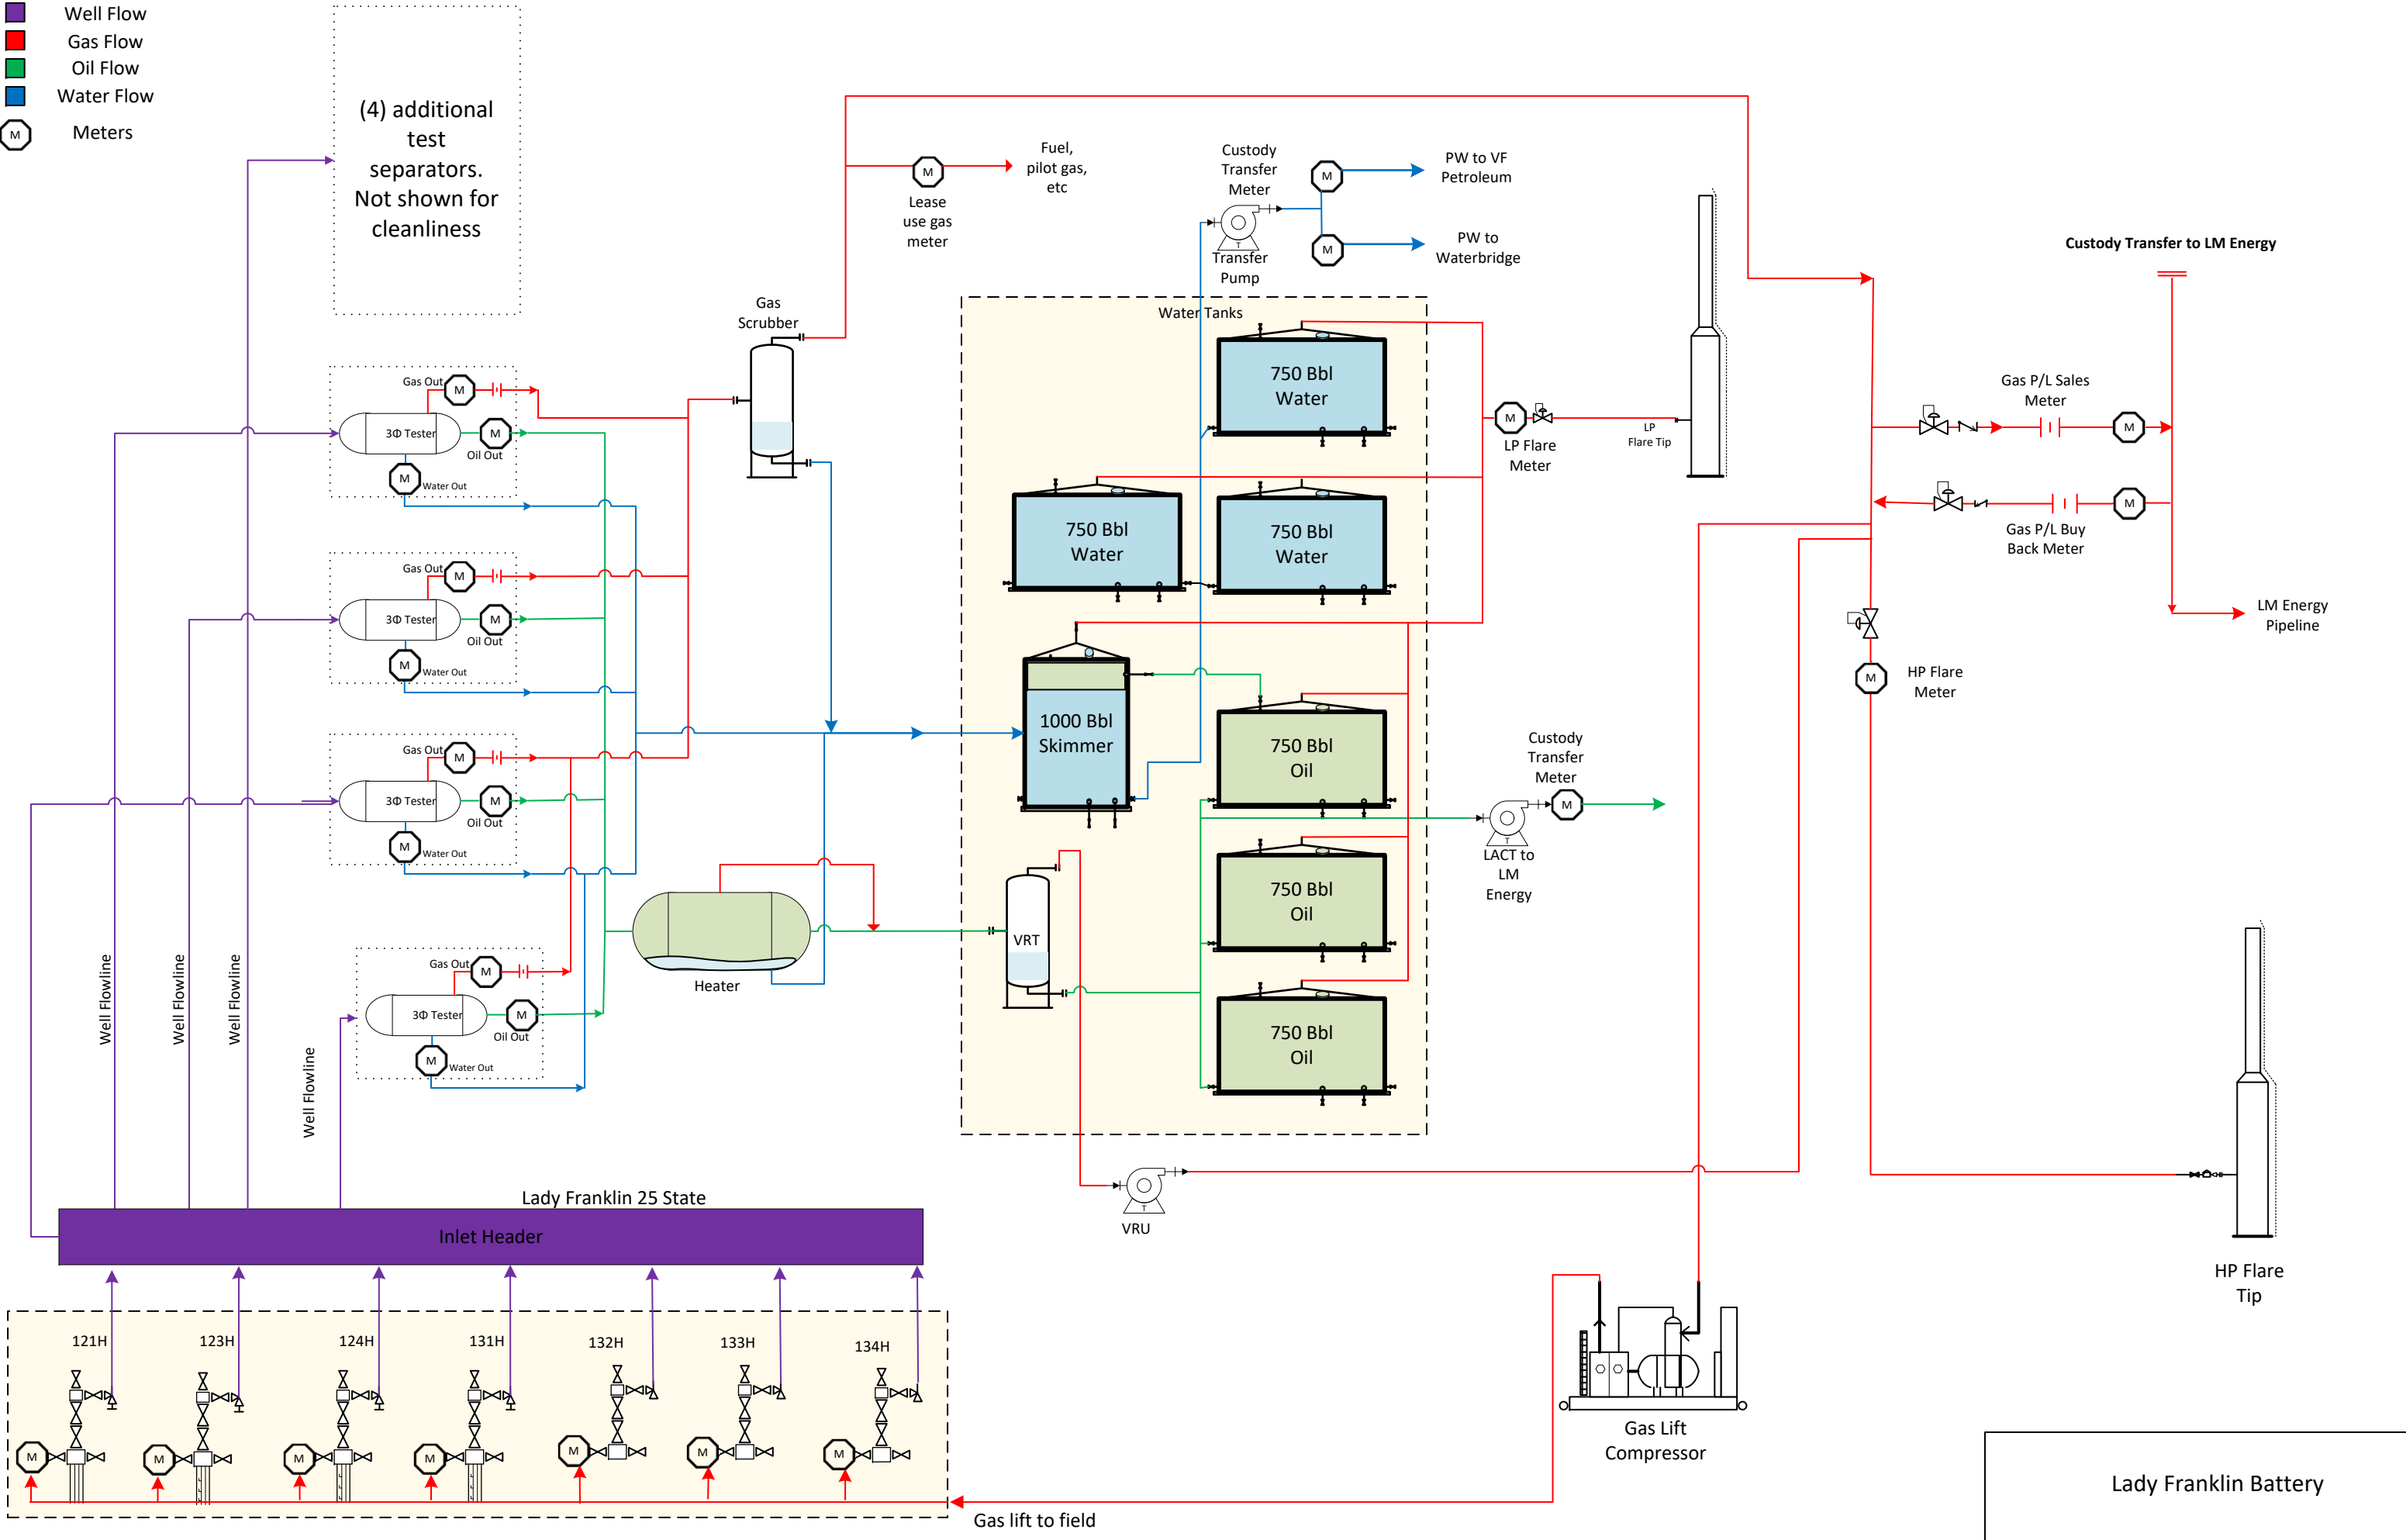 Well Flow
Gas Flow
Oil Flow
Water Flow
M
Meters
(4) additional
test
separators.
Not shown for
cleanliness
Fuel,
pilot gas,
etc
M
Lease
use gas
meter
Custody
Transfer
Meter
M
PW to VF
Petroleum
T
Transfer
Pump
M
PW to
Waterbridge
Custody Transfer to LM Energy
Gas
Scrubber
Water Tanks
750 Bbl
Water
750 Bbl
Water
750 Bbl
Water
M
LP Flare
Meter
LP
Flare Tip
Gas P/L Sales
Meter
M
M
Gas P/L Buy
Back Meter
LM Energy
Pipeline
M
HP Flare
Meter
Gas Out
M
3Φ Tester
M
Oil Out
M
Water Out
Gas Out
M
3Φ Tester
M
Oil Out
M
Water Out
Gas Out
M
3Φ Tester
M
Oil Out
M
Water Out
Gas Out
M
3Φ Tester
M
Oil Out
M
Water Out
1000 Bbl
Skimmer
750 Bbl
Oil
750 Bbl
Oil
750 Bbl
Oil
Custody
Transfer
Meter
M
T
LACT to
LM
Energy
VRT
Heater
Well Flowline
Well Flowline
Well Flowline
Well Flowline
T
VRU
Lady Franklin 25 State
Inlet Header
HP Flare
Tip
121H
123H
124H
131H
132H
133H
134H
M
M
M
M
M
M
M
Gas Lift
Compressor
Gas lift to field
Lady Franklin Battery